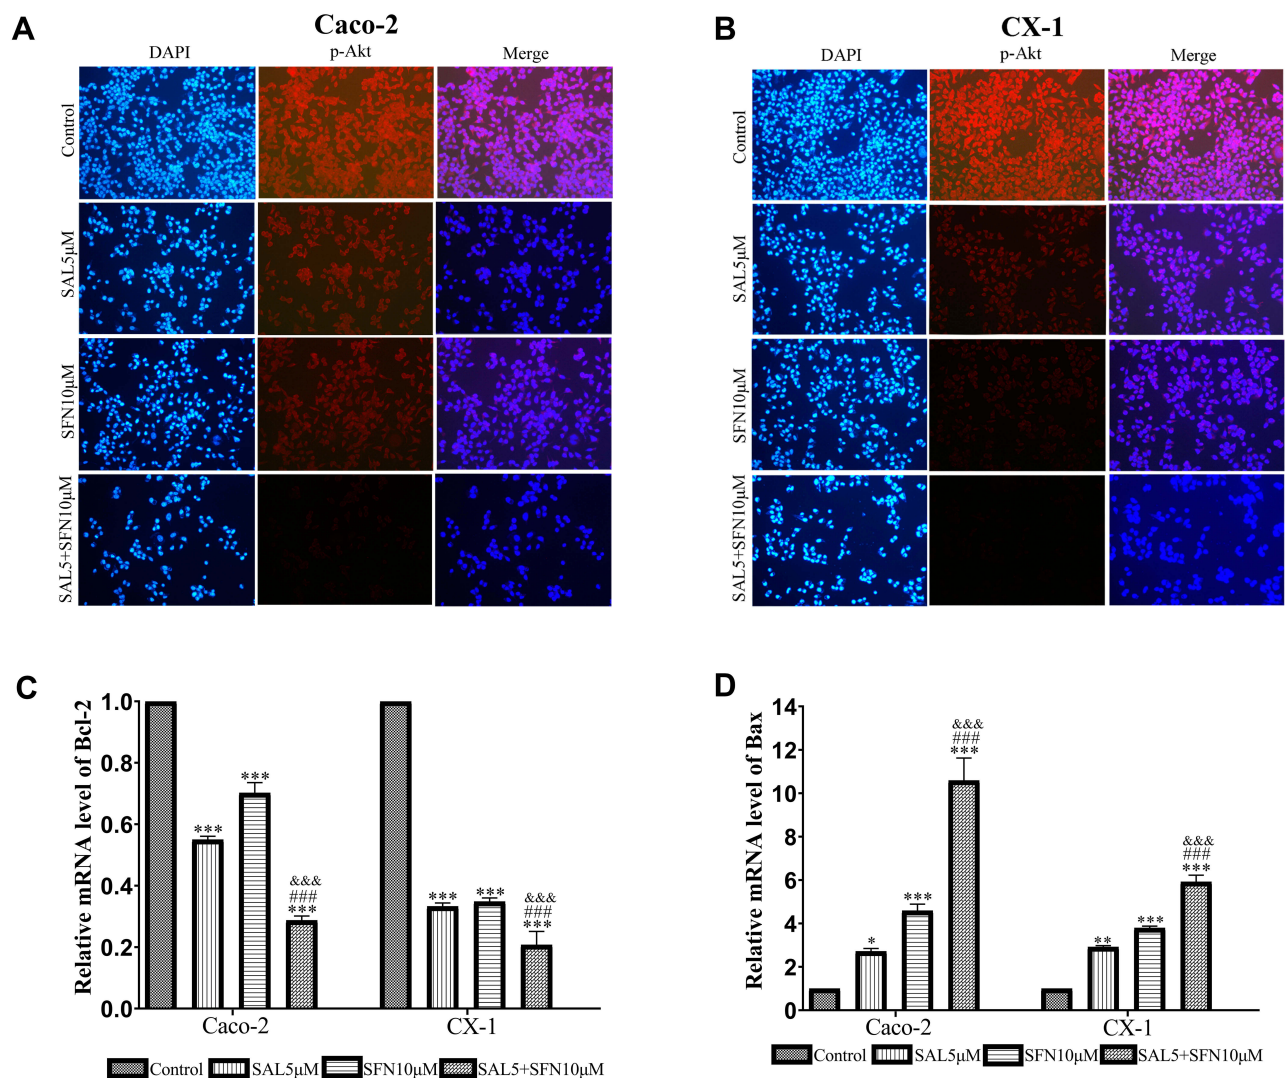 A
Caco-2
DAPI
p-Akt
Merge
Control
SAL5μM
SFN10μM
SAL5+SFN10μM
B
CX-1
DAPI
p-Akt
Merge
Control
SAL5μM
SFN10μM
SAL5+SFN10μM
C
Relative mRNA level of Bcl-2
1.0
0.8
0.6
0.4
0.2
0.0
***
***
&&&
###
***
***
***
&&&
###
***
Caco-2
CX-1
Control
SAL5μM
SFN10μM
SAL5+SFN10μM
D
Relative mRNA level of Bax
14
12
10
8
6
4
2
0
*
***
&&&
###
***
**
***
&&&
###
***
Caco-2
CX-1
Control
SAL5μM
SFN10μM
SAL5+SFN10μM